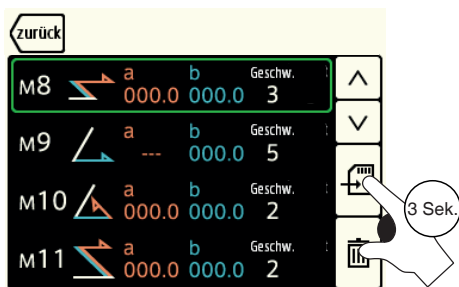 zurück
M8 a b Geschw.
000.0 000.0 3
M9 a b Geschw.
--- 000.0 5
M10 a b Geschw.
000.0 000.0 2
M11 a b Geschw.
000.0 000.0 2
3 Sek.